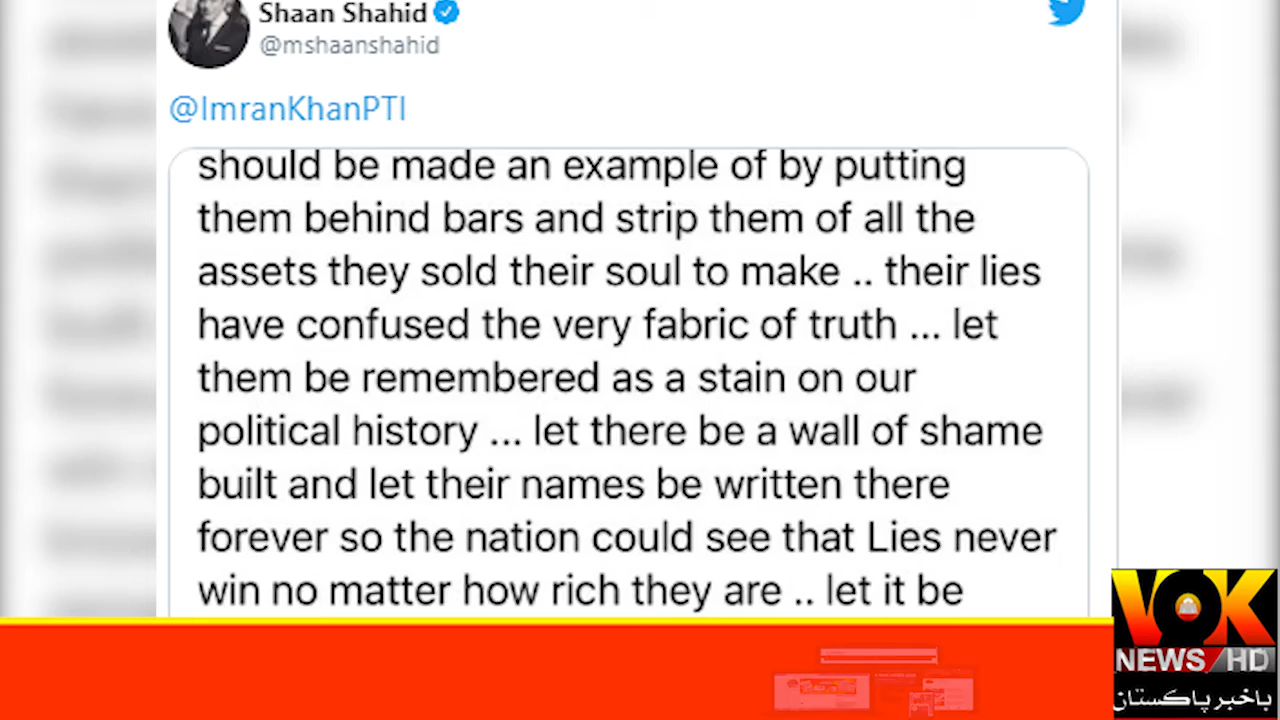 Shaan Shahid
@mshaanshahid
@ImranKhanPTI
should be made an example of by putting
them behind bars and strip them of all the
assets they sold their soul to make .. their lies
have confused the very fabric of truth ... let
them be remembered as a stain on our
political history ... let there be a wall of shame
built and let their names be written there
forever so the nation could see that Lies never
win no matter how rich they are .. let it be
VOK
NEWS/HD
باخبر پاکستان